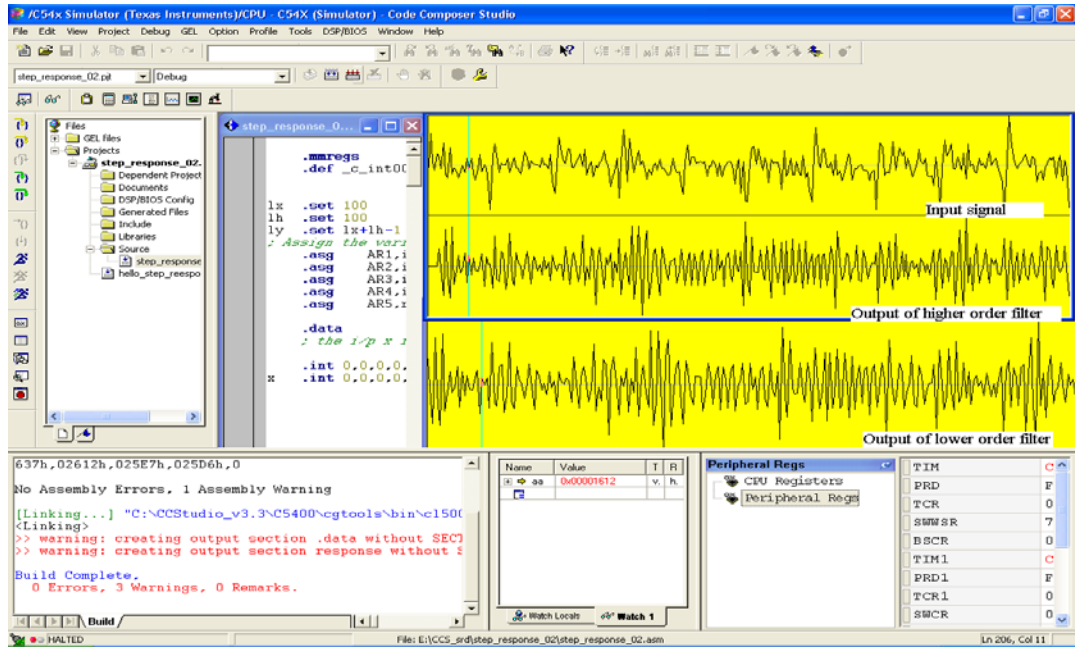 /C54x Simulator (Texas Instruments)/CPU - C54X (Simulator) - Code Composer Studio
File Edit View Project Debug GEL Option Profile Tools DSP/BIOS Window Help
step_response_02.pjt Debug
Files
GEL files
Projects
step_response_02.
Dependent Project
Documents
DSP/BIOS Config
Generated Files
Include
Libraries
Source
step_response
hello_step_reespo
step_response_0...
.mmregs
.def _c_int00
lx .set 100
lh .set 100
ly .set lx+lh-1
; Assign the vari
.asg AR1,i
.asg AR2,i
.asg AR3,i
.asg AR4,i
.asg AR5,r
.data
; the i/p x i
.int 0,0,0,0,
x .int 0,0,0,0,
Input signal
Output of higher order filter
Output of lower order filter
637h,02612h,025E7h,025D6h,0
No Assembly Errors, 1 Assembly Warning
[Linking...] "C:\CCStudio_v3.3\C5400\cgtools\bin\cl500
<Linking>
>> warning: creating output section .data without SECT
>> warning: creating output section response without S
Build Complete,
0 Errors, 3 Warnings, 0 Remarks.
Build
Name Value T R
aa 0x00001612 v. h.
Watch Locals Watch 1
Peripheral Regs
CPU Registers
Peripheral Regs
TIM C
PRD F
TCR 0
SWWSR 7
BSCR 0
TIM1 C
PRD1 F
TCR1 0
SWCR 0
HALTED File: E:\CCS_srd\step_response_02\step_response_02.asm Ln 206, Col 11